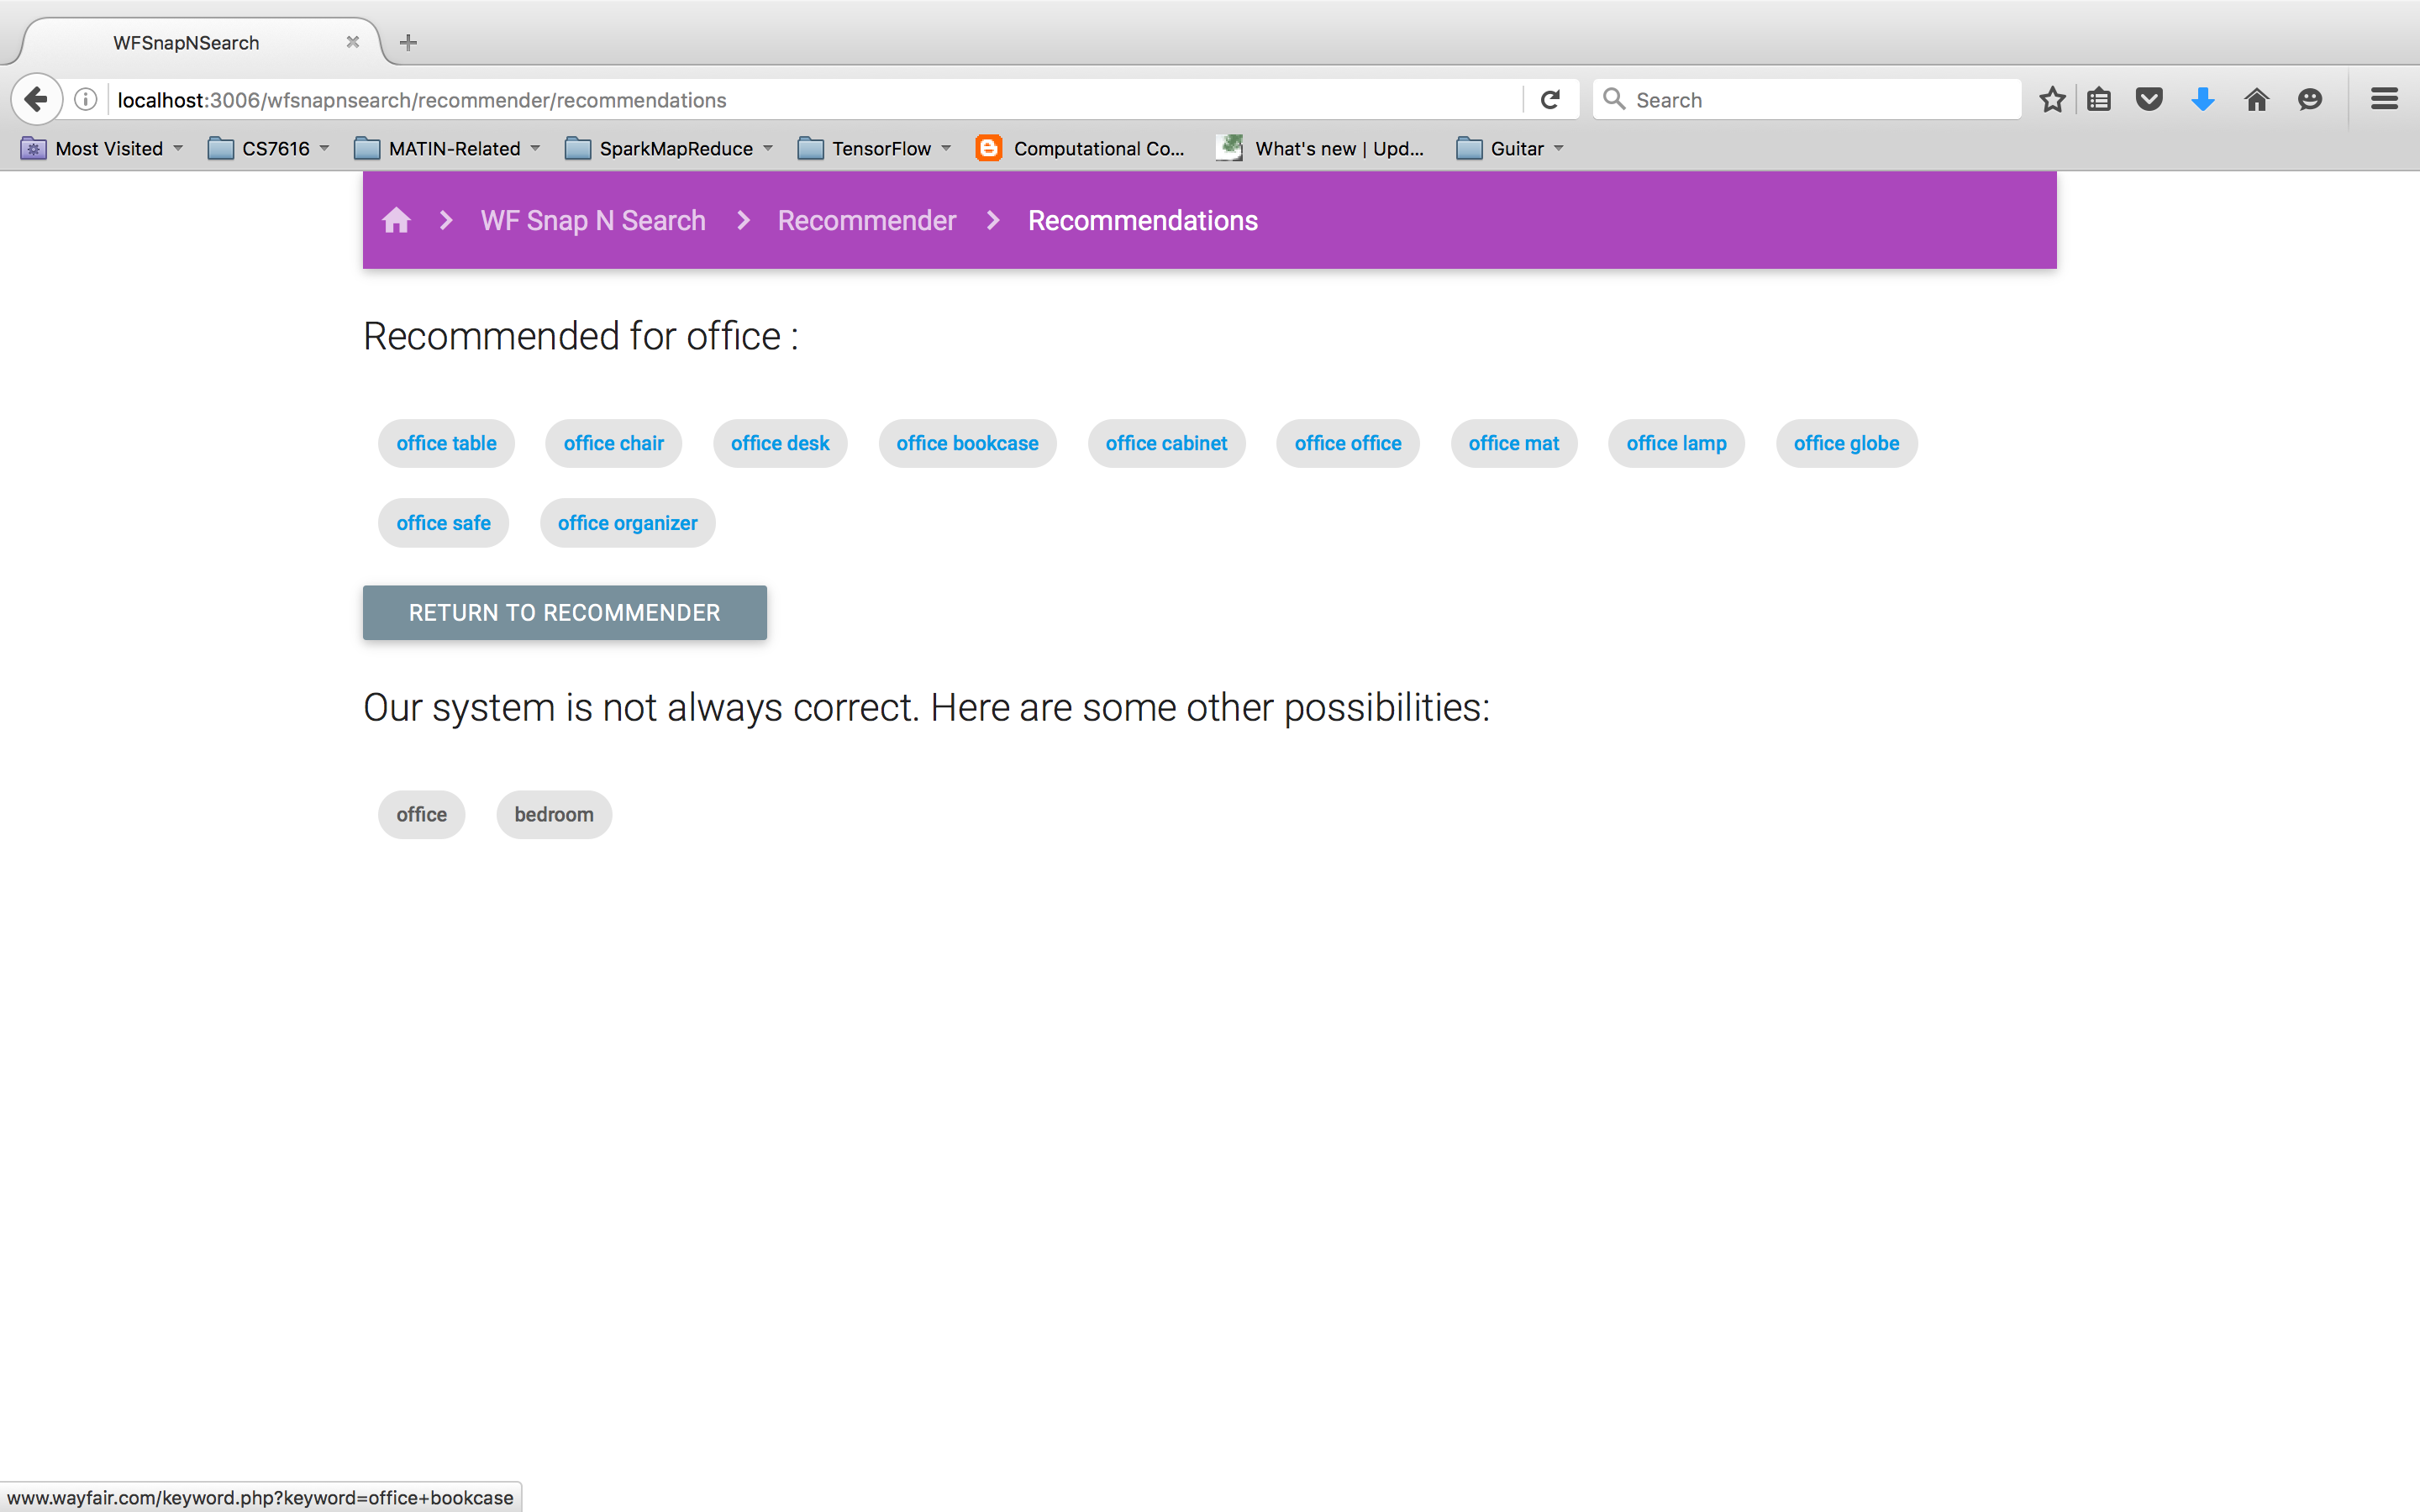 WFSnapNSearch
localhost:3006/wfsnapnsearch/recommender/recommendations
Search
Most Visited CS7616 MATIN-Related SparkMapReduce TensorFlow Computational Co... What's new | Upd... Guitar
WF Snap N Search Recommender Recommendations
Recommended for office :
office table office chair office desk office bookcase office cabinet office office office mat office lamp office globe
office safe office organizer
RETURN TO RECOMMENDER
Our system is not always correct. Here are some other possibilities:
office bedroom
www.wayfair.com/keyword.php?keyword=office+bookcase